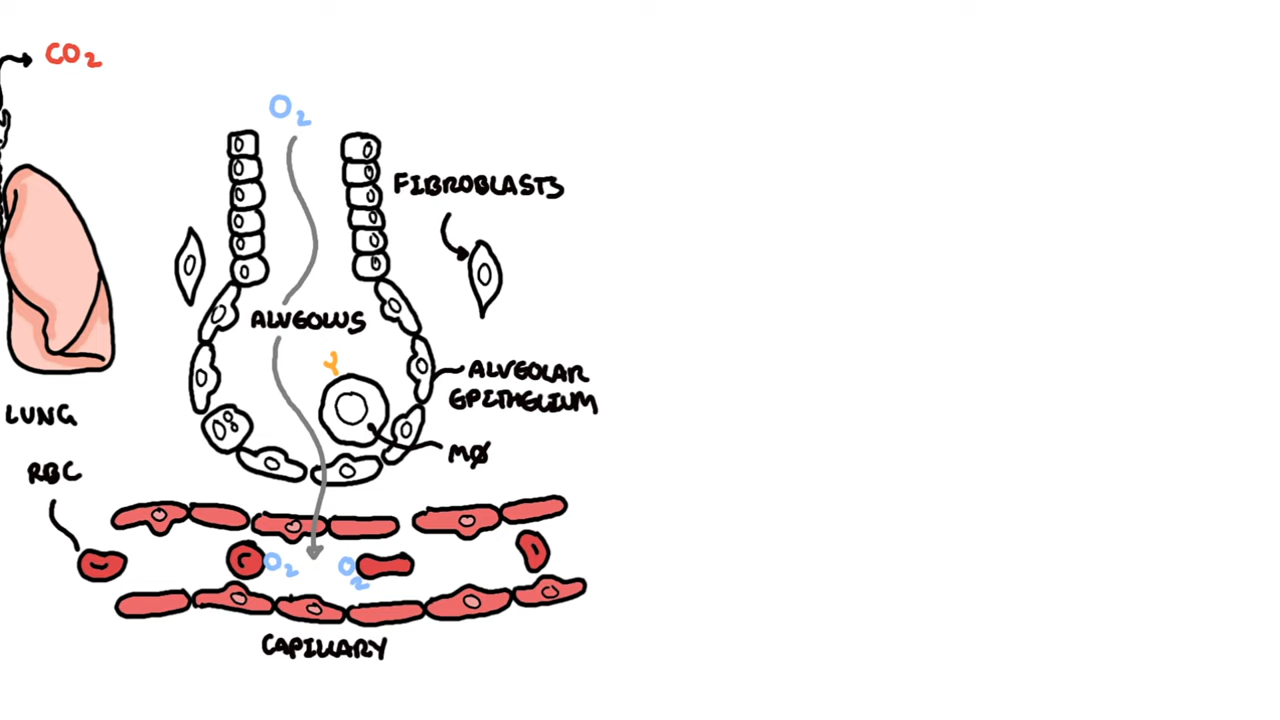 CO2
O2
FIBROBLASTS
ALVEOLUS
ALVEOLAR
EPITHELIUM
LUNG
MØ
RBC
O2
O2
CAPILLARY